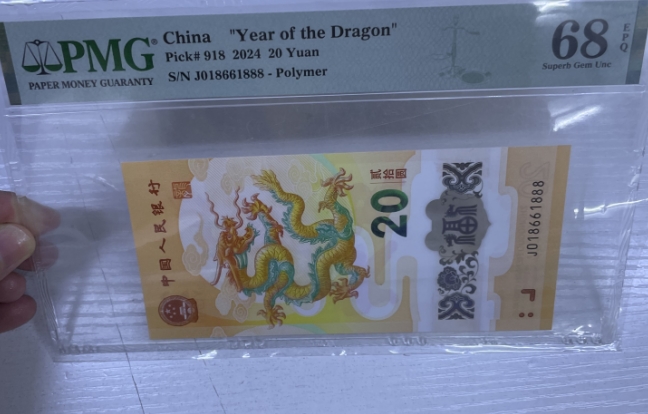 PMG
PAPER MONEY GUARANTY
China "Year of the Dragon"
Pick# 918 2024 20 Yuan
S/N J018661888 - Polymer
68 EPQ
Superb Gem Unc
中国人民银行
贰拾圆
20
J018661888